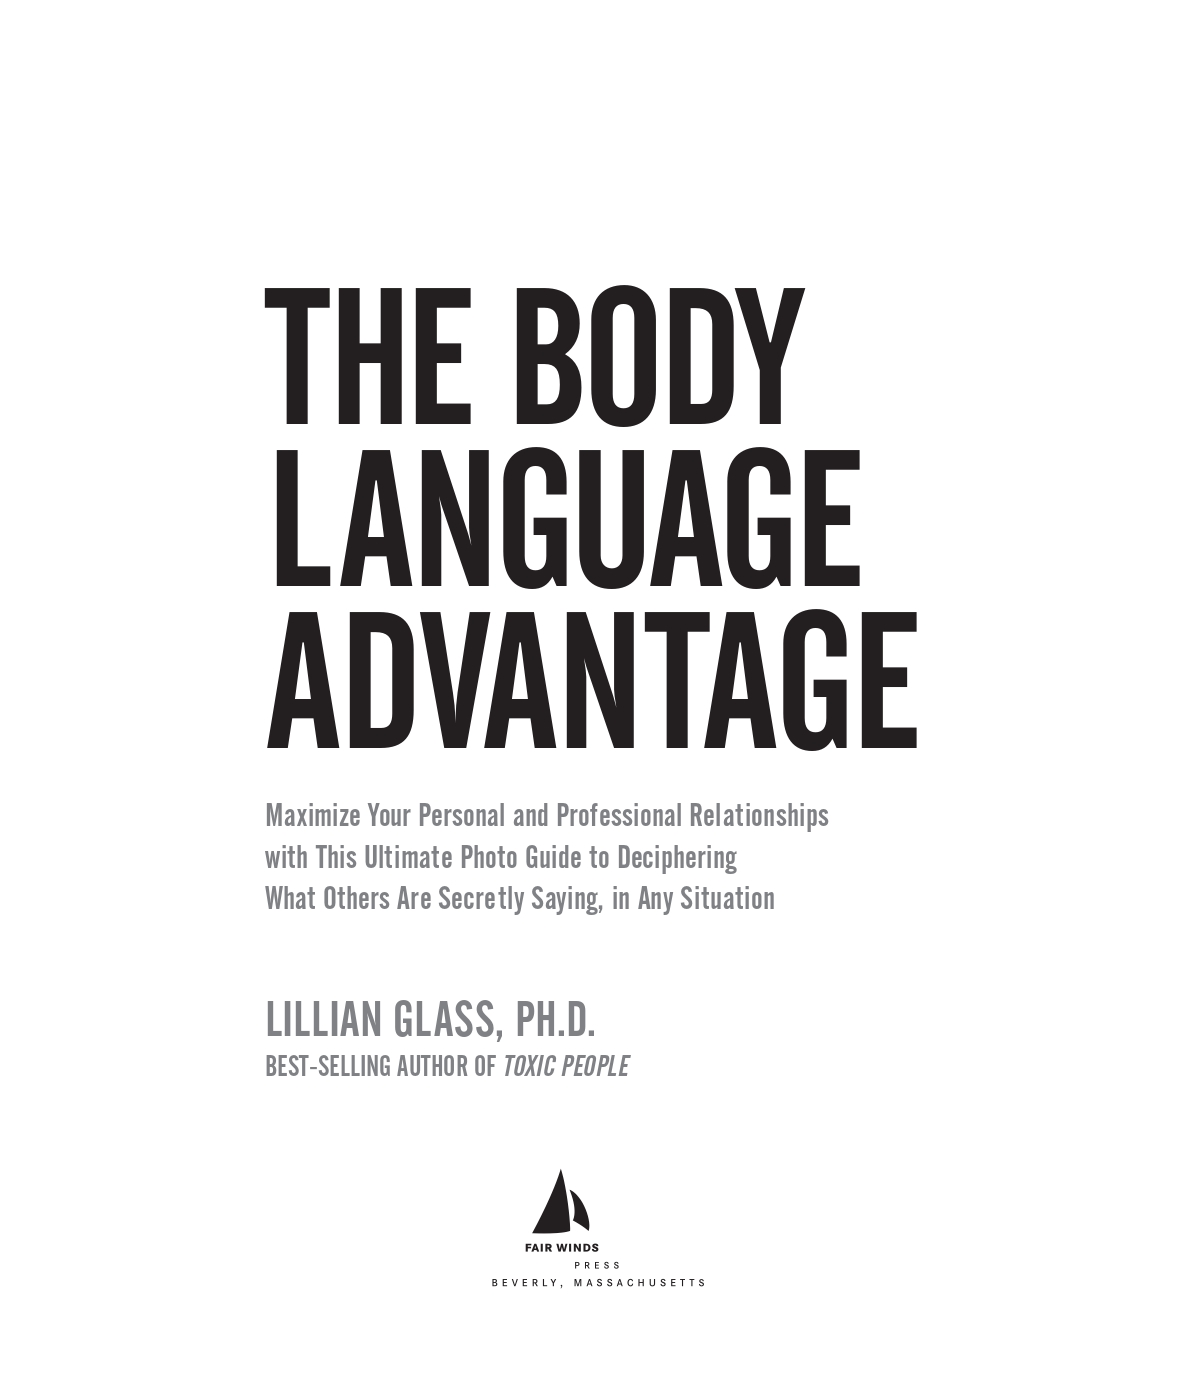 THE BODY
LANGUAGE
ADVANTAGE
Maximize Your Personal and Professional Relationships
with This Ultimate Photo Guide to Deciphering
What Others Are Secretly Saying, in Any Situation
LILLIAN GLASS, PH.D.
BEST-SELLING AUTHOR OF TOXIC PEOPLE
FAIR WINDS
PRESS
BEVERLY, MASSACHUSETTS